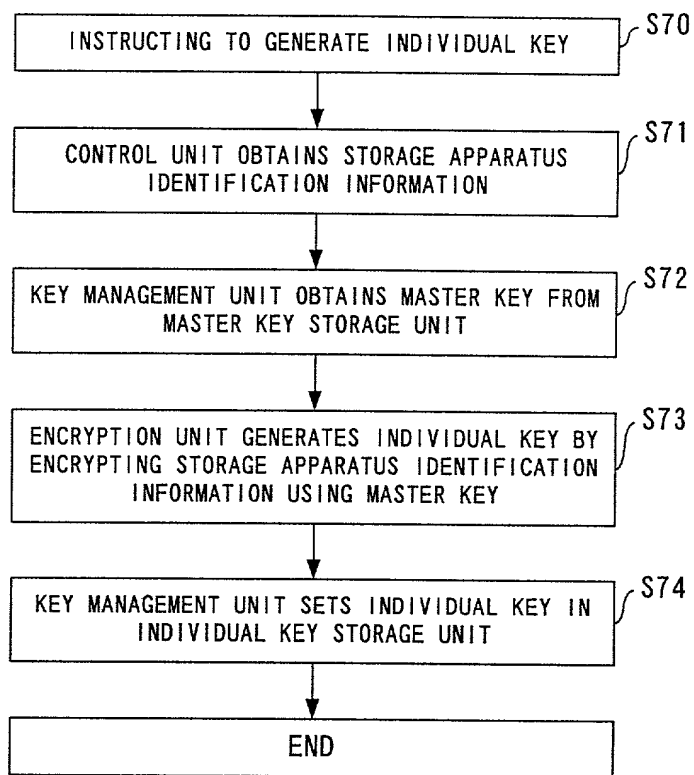 INSTRUCTING TO GENERATE INDIVIDUAL KEY
S70
CONTROL UNIT OBTAINS STORAGE APPARATUS
IDENTIFICATION INFORMATION
S71
KEY MANAGEMENT UNIT OBTAINS MASTER KEY FROM
MASTER KEY STORAGE UNIT
S72
ENCRYPTION UNIT GENERATES INDIVIDUAL KEY BY
ENCRYPTING STORAGE APPARATUS IDENTIFICATION
INFORMATION USING MASTER KEY
S73
KEY MANAGEMENT UNIT SETS INDIVIDUAL KEY IN
INDIVIDUAL KEY STORAGE UNIT
S74
END